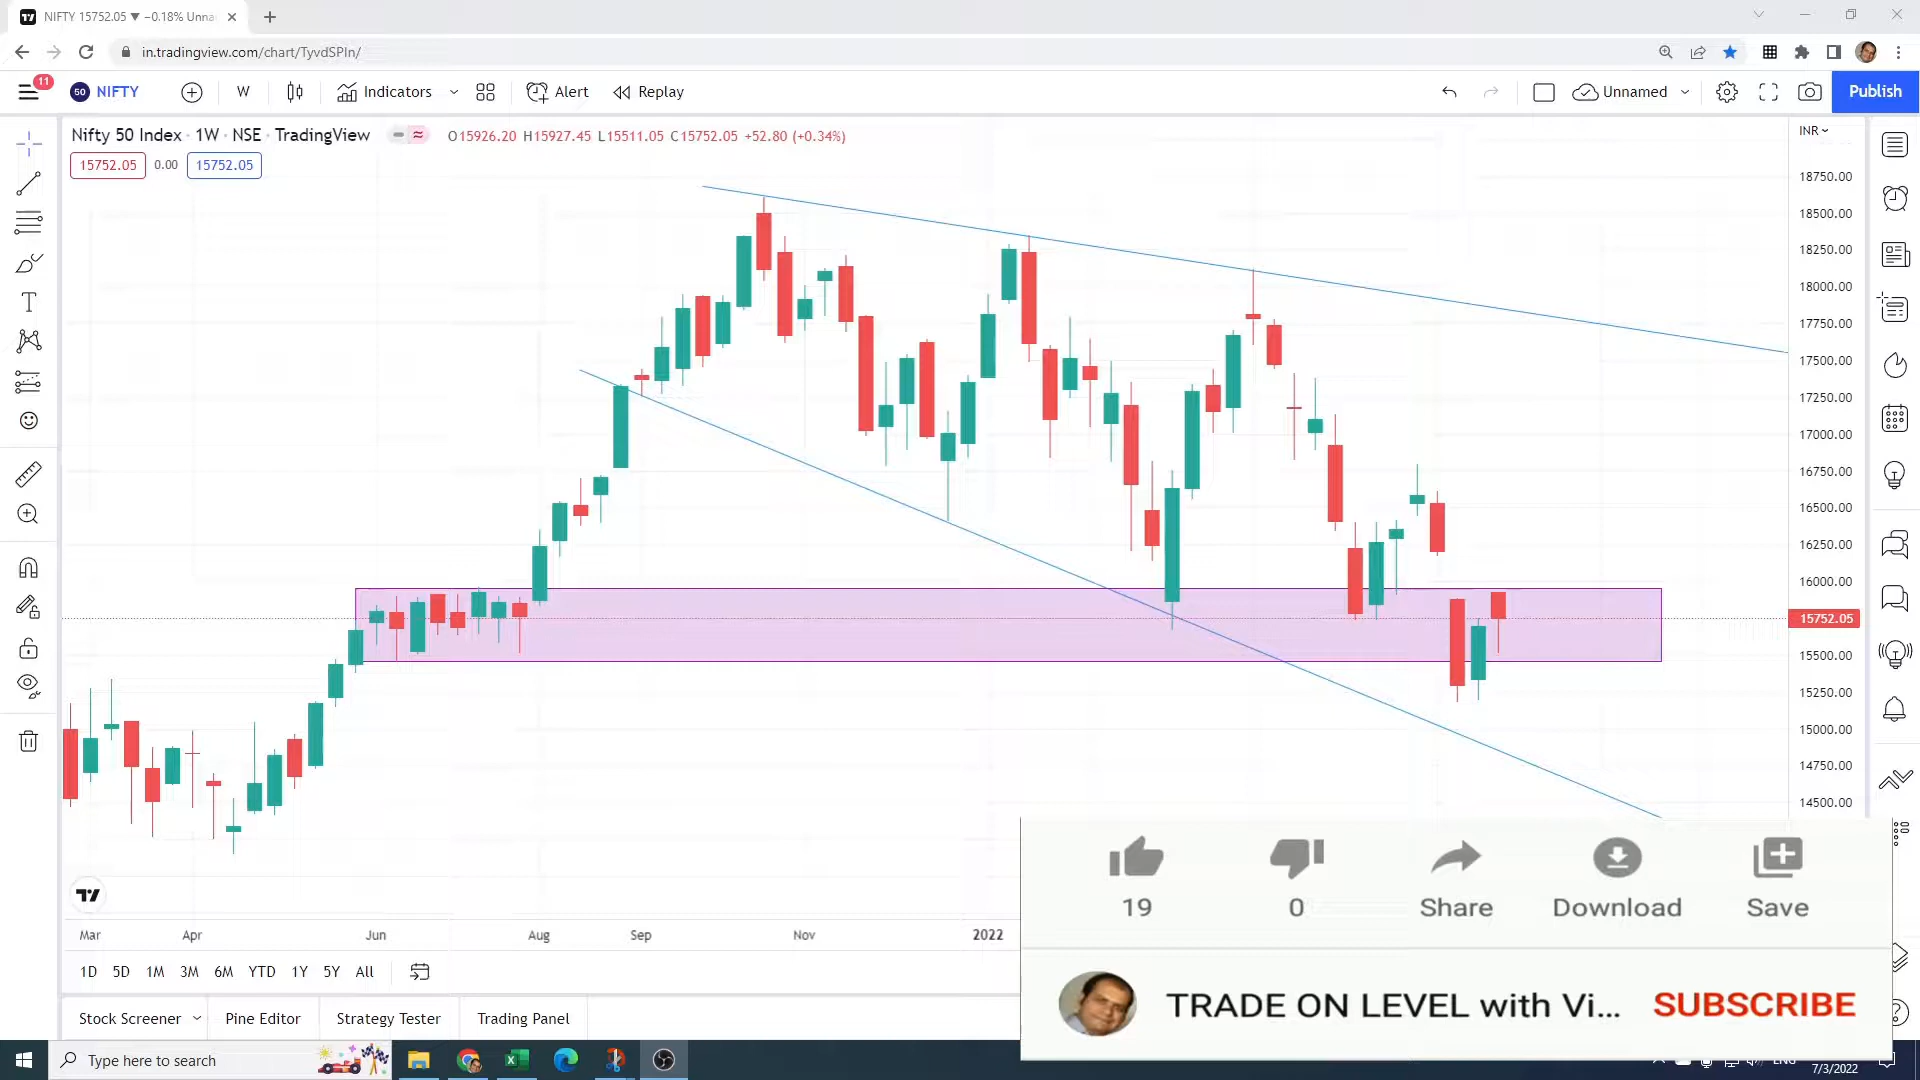 NIFTY 15752.05 ▼ −0.18% Unna
in.tradingview.com/chart/TyvdSPIn/
11
50 NIFTY W Indicators Alert Replay Unnamed Publish
Nifty 50 Index · 1W · NSE · TradingView O15926.20 H15927.45 L15511.05 C15752.05 +52.80 (+0.34%)
15752.05 0.00 15752.05
INR
18750.00
18500.00
18250.00
18000.00
17750.00
17500.00
17250.00
17000.00
16750.00
16500.00
16250.00
16000.00
15752.05
15500.00
15250.00
15000.00
14750.00
14500.00
Mar Apr Jun Aug Sep Nov 2022
1D 5D 1M 3M 6M YTD 1Y 5Y All
Stock Screener Pine Editor Strategy Tester Trading Panel
19 0 Share Download Save
TRADE ON LEVEL with Vi... SUBSCRIBE
Type here to search
ENG
7/3/2022